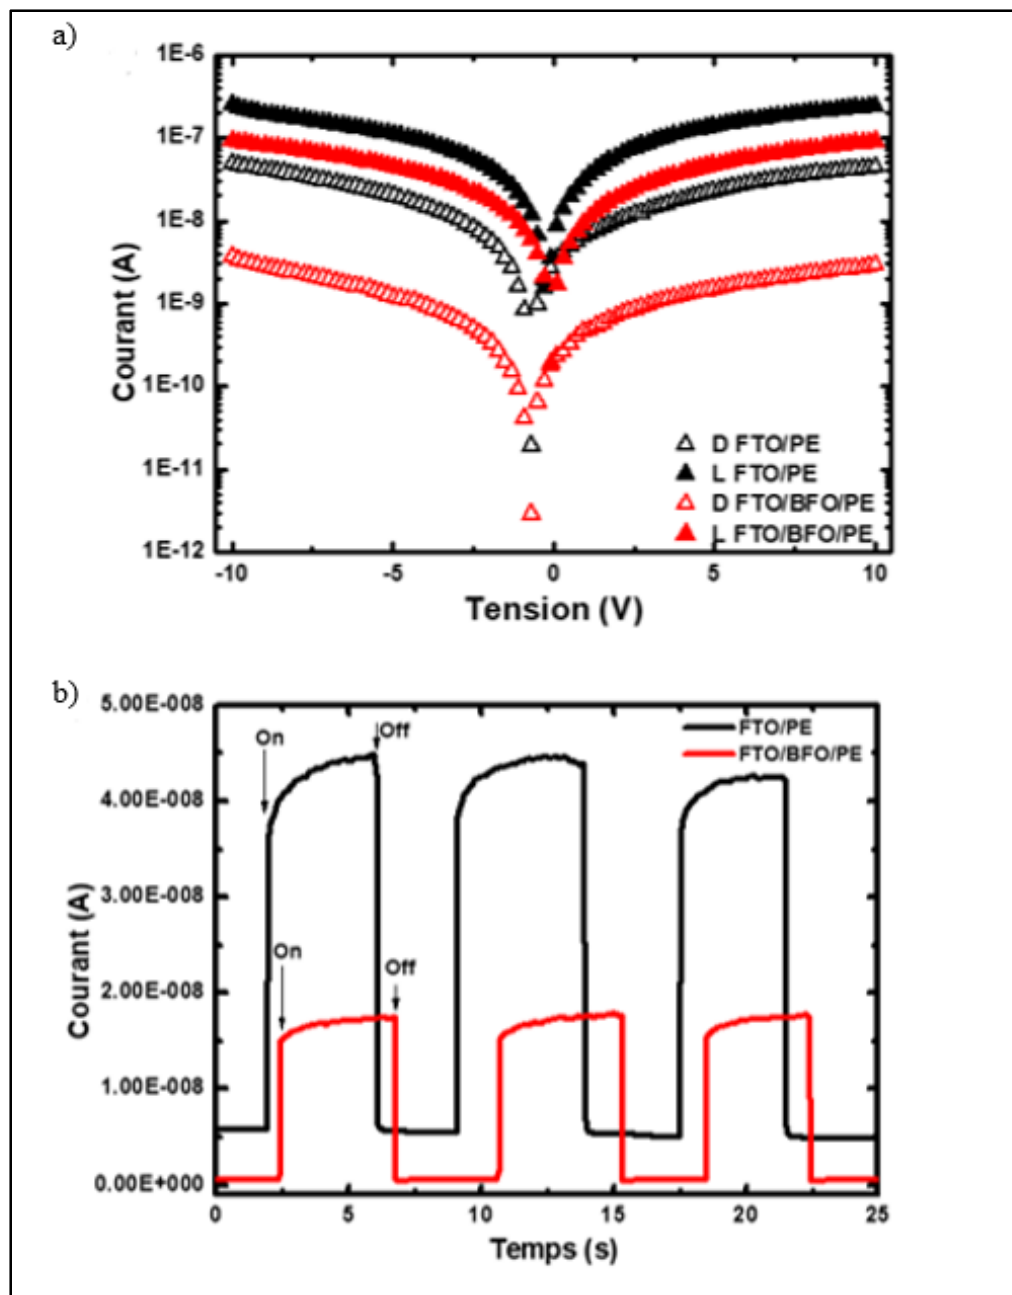 a)
1E-6
1E-7
1E-8
1E-9
1E-10
1E-11
1E-12
Courant (A)
D FTO/PE
L FTO/PE
D FTO/BFO/PE
L FTO/BFO/PE
-10 -5 0 5 10
Tension (V)
b)
5.00E-008
4.00E-008
3.00E-008
2.00E-008
1.00E-008
0.00E+000
Courant (A)
On
Off
On
Off
FTO/PE
FTO/BFO/PE
0 5 10 15 20 25
Temps (s)